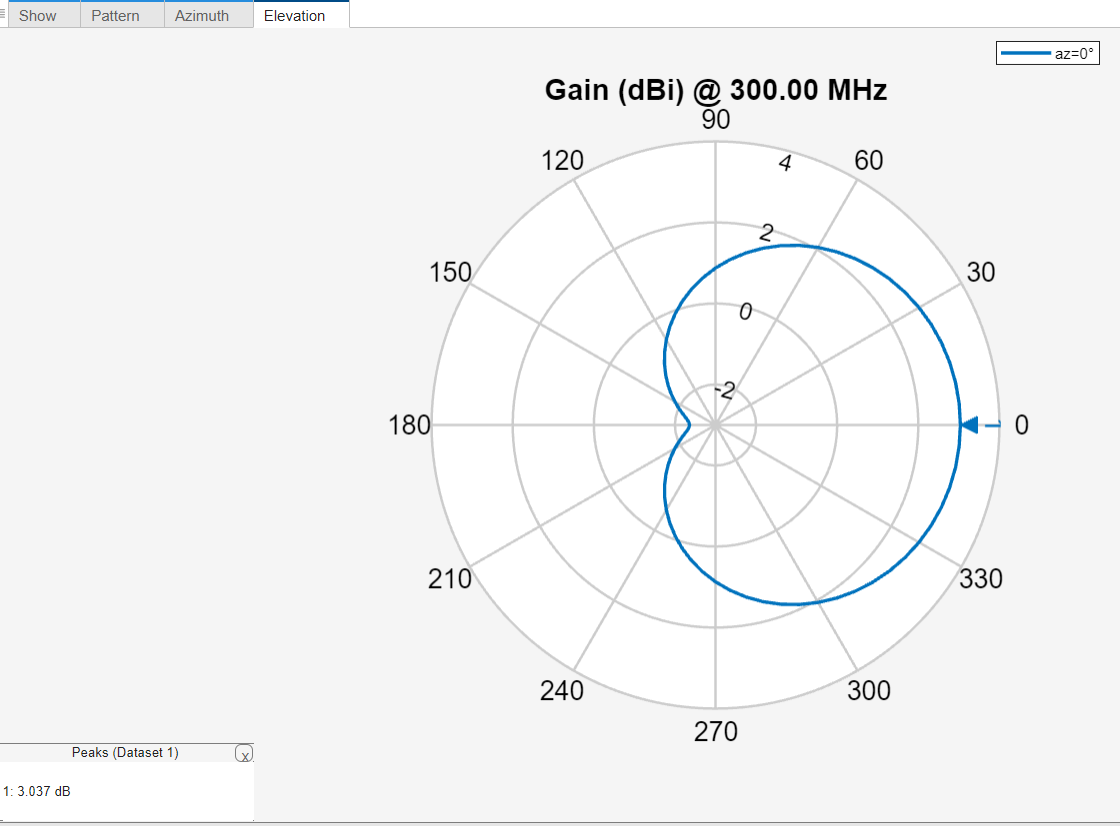 Show Pattern Azimuth Elevation
az=0°
Gain (dBi) @ 300.00 MHz
90
120 4 60
2
150 30
0
-2
180 0
210 330
240 300
270
Peaks (Dataset 1) x
1: 3.037 dB